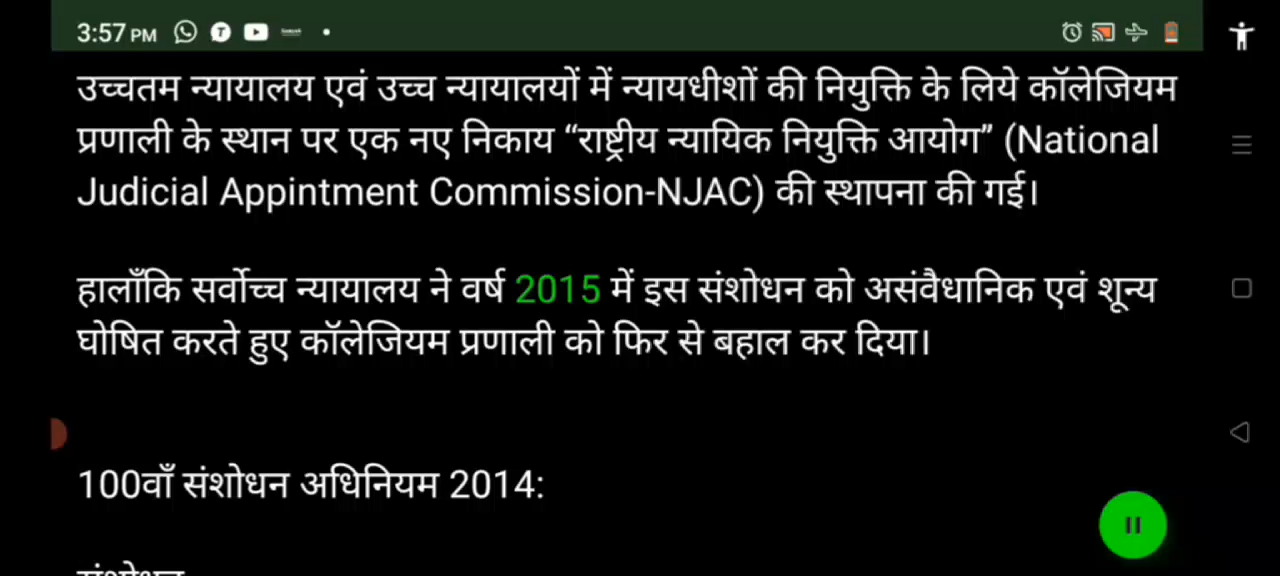 3:57 PM
उच्चतम न्यायालय एवं उच्च न्यायालयों में न्यायधीशों की नियुक्ति के लिये कॉलेजियम
प्रणाली के स्थान पर एक नए निकाय “राष्ट्रीय न्यायिक नियुक्ति आयोग” (National
Judicial Appintment Commission-NJAC) की स्थापना की गई।
हालाँकि सर्वोच्च न्यायालय ने वर्ष 2015 में इस संशोधन को असंवैधानिक एवं शून्य
घोषित करते हुए कॉलेजियम प्रणाली को फिर से बहाल कर दिया।
100वाँ संशोधन अधिनियम 2014: